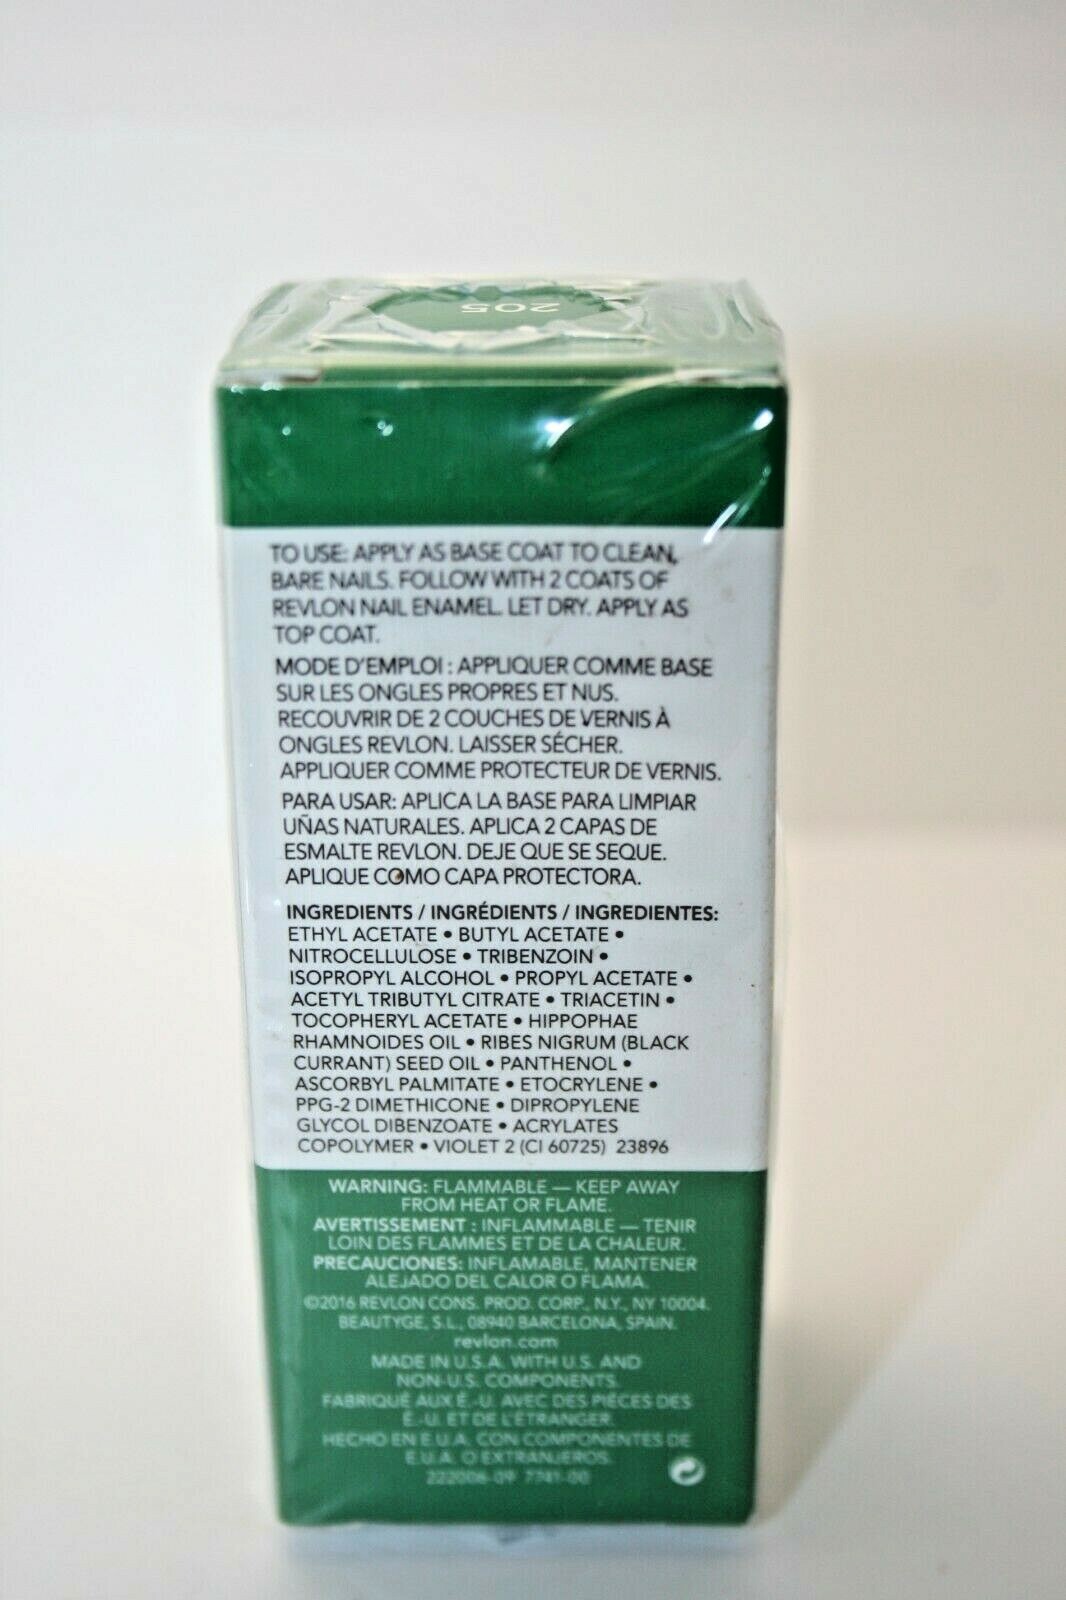 205
TO USE: APPLY AS BASE COAT TO CLEAN,
BARE NAILS. FOLLOW WITH 2 COATS OF
REVLON NAIL ENAMEL. LET DRY. APPLY AS
TOP COAT.
MODE D'EMPLOI : APPLIQUER COMME BASE
SUR LES ONGLES PROPRES ET NUS.
RECOUVRIR DE 2 COUCHES DE VERNIS À
ONGLES REVLON. LAISSER SÉCHER.
APPLIQUER COMME PROTECTEUR DE VERNIS.
PARA USAR: APLICA LA BASE PARA LIMPIAR
UÑAS NATURALES. APLICA 2 CAPAS DE
ESMALTE REVLON. DEJE QUE SE SEQUE.
APLIQUE COMO CAPA PROTECTORA.
INGREDIENTS / INGRÉDIENTS / INGREDIENTES:
ETHYL ACETATE • BUTYL ACETATE •
NITROCELLULOSE • TRIBENZOIN •
ISOPROPYL ALCOHOL • PROPYL ACETATE •
ACETYL TRIBUTYL CITRATE • TRIACETIN •
TOCOPHERYL ACETATE • HIPPOPHAE
RHAMNOIDES OIL • RIBES NIGRUM (BLACK
CURRANT) SEED OIL • PANTHENOL •
ASCORBYL PALMITATE • ETOCRYLENE •
PPG-2 DIMETHICONE • DIPROPYLENE
GLYCOL DIBENZOATE • ACRYLATES
COPOLYMER • VIOLET 2 (CI 60725) 23896
WARNING: FLAMMABLE — KEEP AWAY
FROM HEAT OR FLAME.
AVERTISSEMENT : INFLAMMABLE — TENIR
LOIN DES FLAMMES ET DE LA CHALEUR.
PRECAUCIONES: INFLAMABLE, MANTENER
ALEJADO DEL CALOR O FLAMA.
©2016 REVLON CONS. PROD. CORP., N.Y., NY 10004.
BEAUTYGE, S.L., 08940 BARCELONA, SPAIN.
revlon.com
MADE IN U.S.A. WITH U.S. AND
NON-U.S. COMPONENTS.
FABRIQUÉ AUX É.-U. AVEC DES PIÈCES DES
É.-U. ET DE L'ÉTRANGER.
HECHO EN E.U.A. CON COMPONENTES DE
E.U.A. O EXTRANJEROS.
222006-09 7741-00